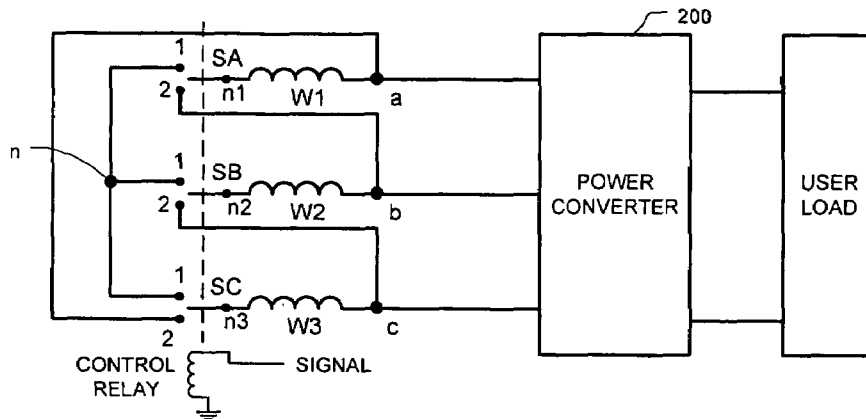 200
1
SA
2
n1
W1
a
n
1
SB
2
n2
W2
b
POWER
CONVERTER
USER
LOAD
1
SC
2
n3
W3
c
CONTROL
RELAY
SIGNAL